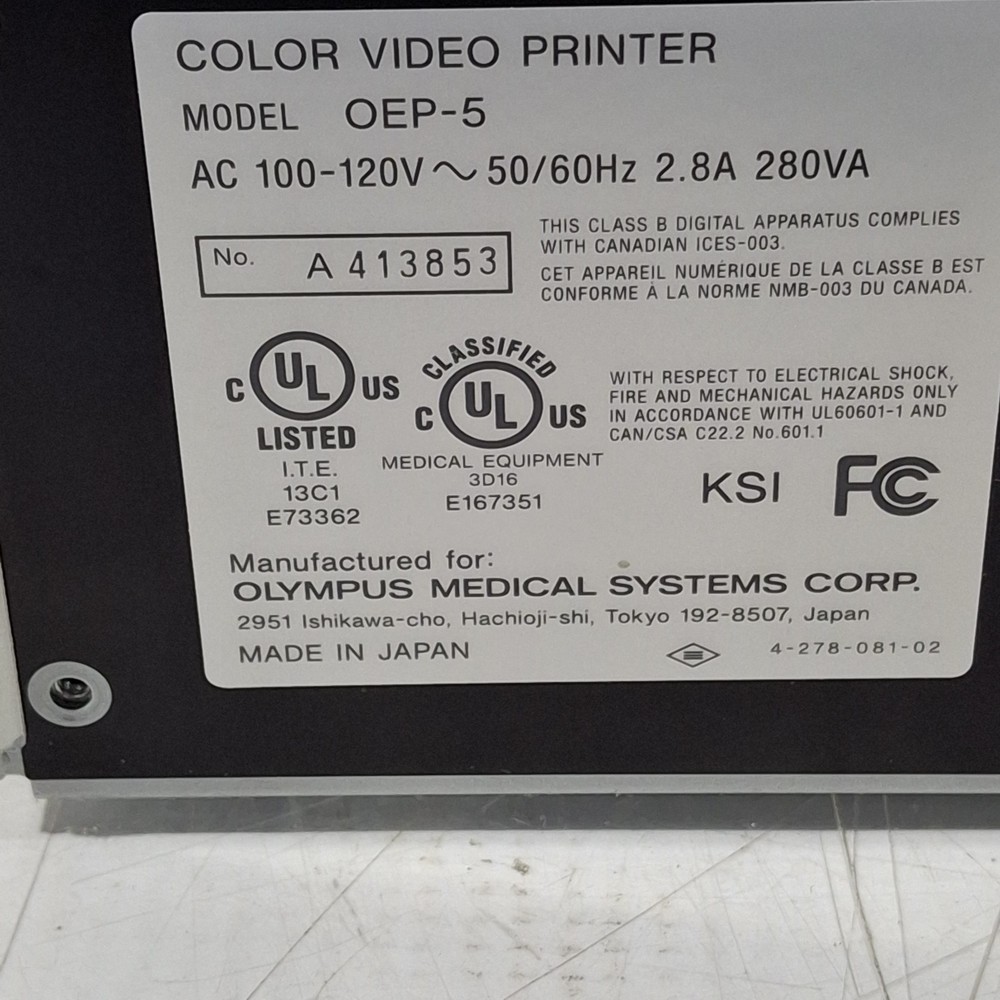 COLOR VIDEO PRINTER
MODEL OEP-5
AC 100-120V～50/60Hz 2.8A 280VA
No. A 413853
THIS CLASS B DIGITAL APPARATUS COMPLIES
WITH CANADIAN ICES-003.
CET APPAREIL NUMÉRIQUE DE LA CLASSE B EST
CONFORME À LA NORME NMB-003 DU CANADA.
C UL US
LISTED
I.T.E.
13C1
E73362
CLASSIFIED
C UL US
MEDICAL EQUIPMENT
3D16
E167351
WITH RESPECT TO ELECTRICAL SHOCK,
FIRE AND MECHANICAL HAZARDS ONLY
IN ACCORDANCE WITH UL60601-1 AND
CAN/CSA C22.2 No.601.1
KSI FC
Manufactured for:
OLYMPUS MEDICAL SYSTEMS CORP.
2951 Ishikawa-cho, Hachioji-shi, Tokyo 192-8507, Japan
MADE IN JAPAN
4-278-081-02